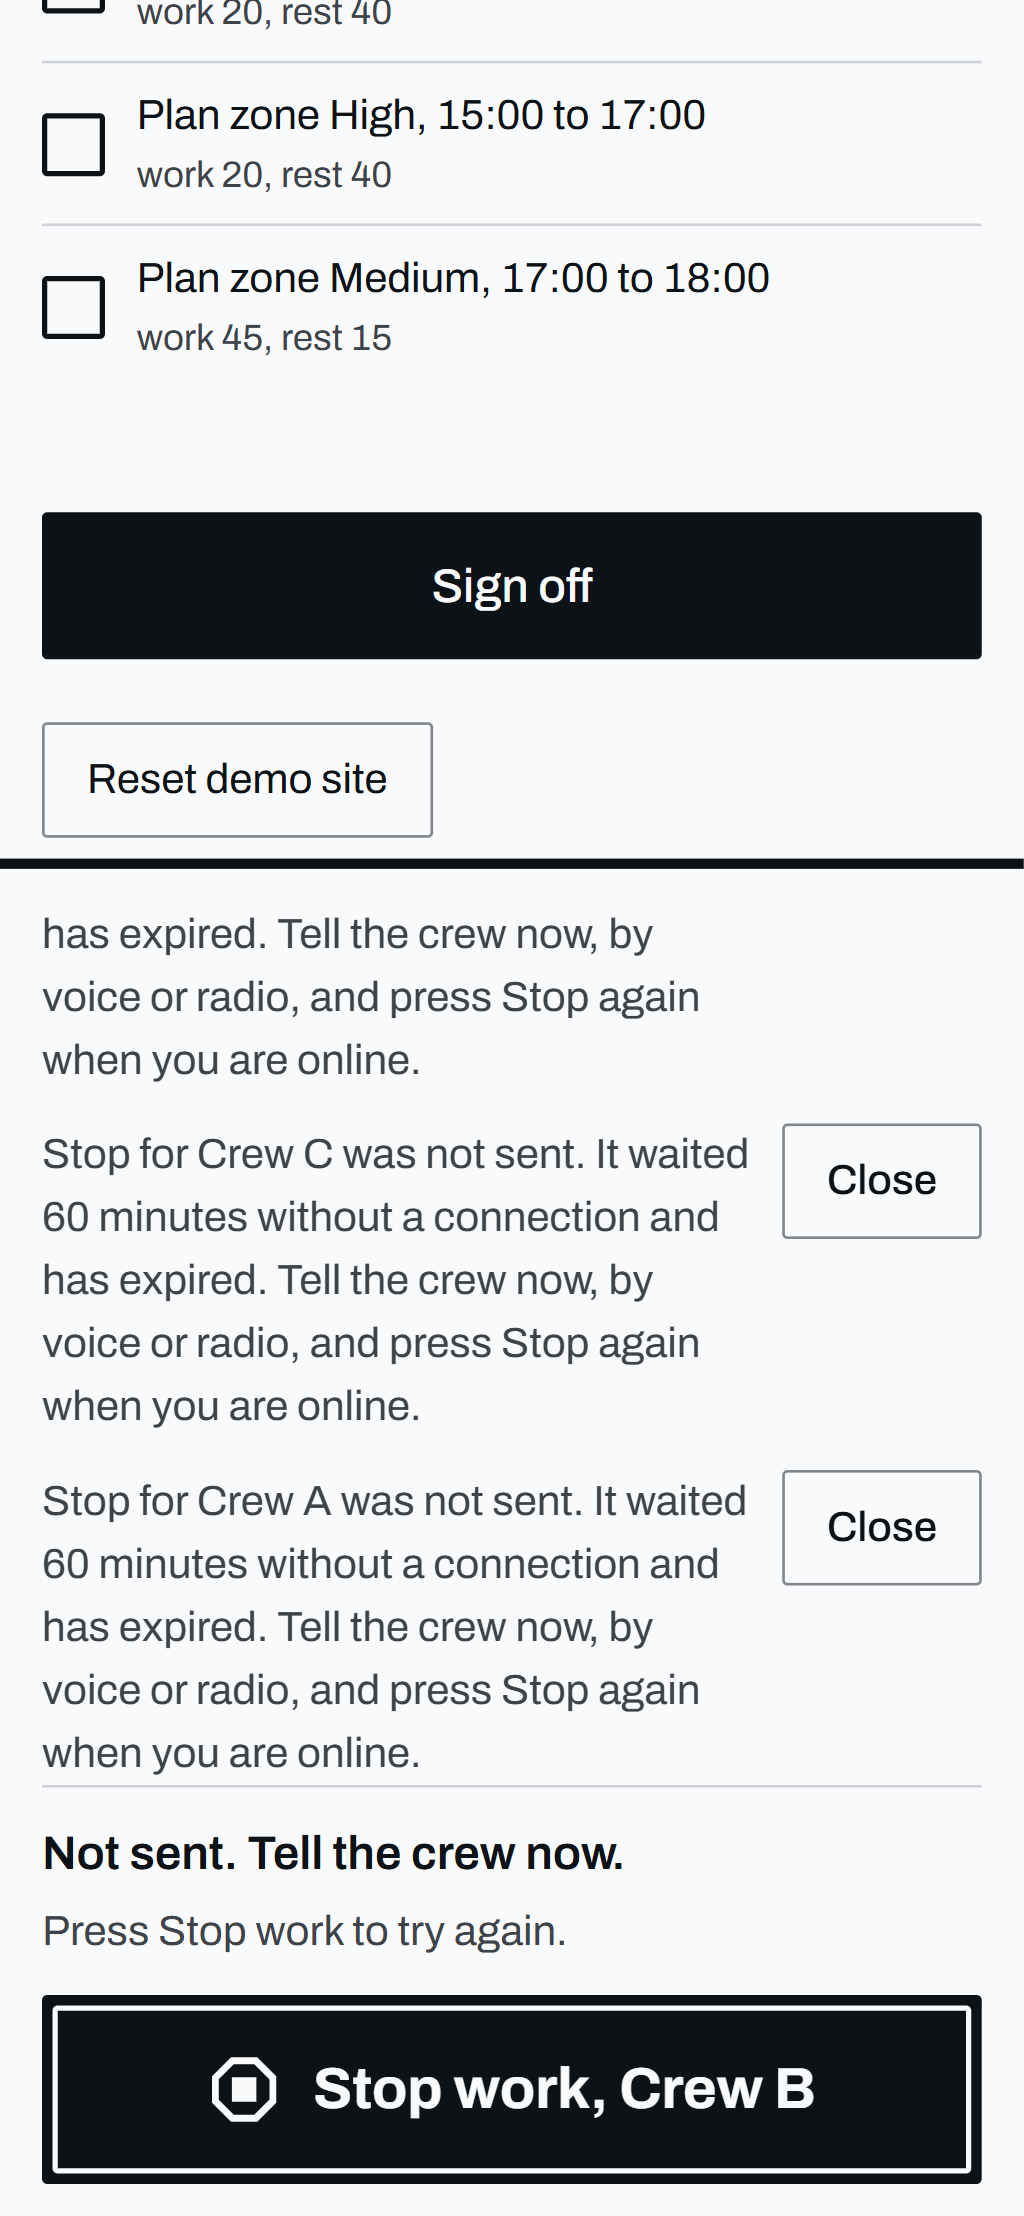 work 20, rest 40
Plan zone High, 15:00 to 17:00
work 20, rest 40
Plan zone Medium, 17:00 to 18:00
work 45, rest 15
Sign off
Reset demo site
has expired. Tell the crew now, by
voice or radio, and press Stop again
when you are online.
Stop for Crew C was not sent. It waited
60 minutes without a connection and
has expired. Tell the crew now, by
voice or radio, and press Stop again
when you are online.
Close
Stop for Crew A was not sent. It waited
60 minutes without a connection and
has expired. Tell the crew now, by
voice or radio, and press Stop again
when you are online.
Close
Not sent. Tell the crew now.
Press Stop work to try again.
Stop work, Crew B